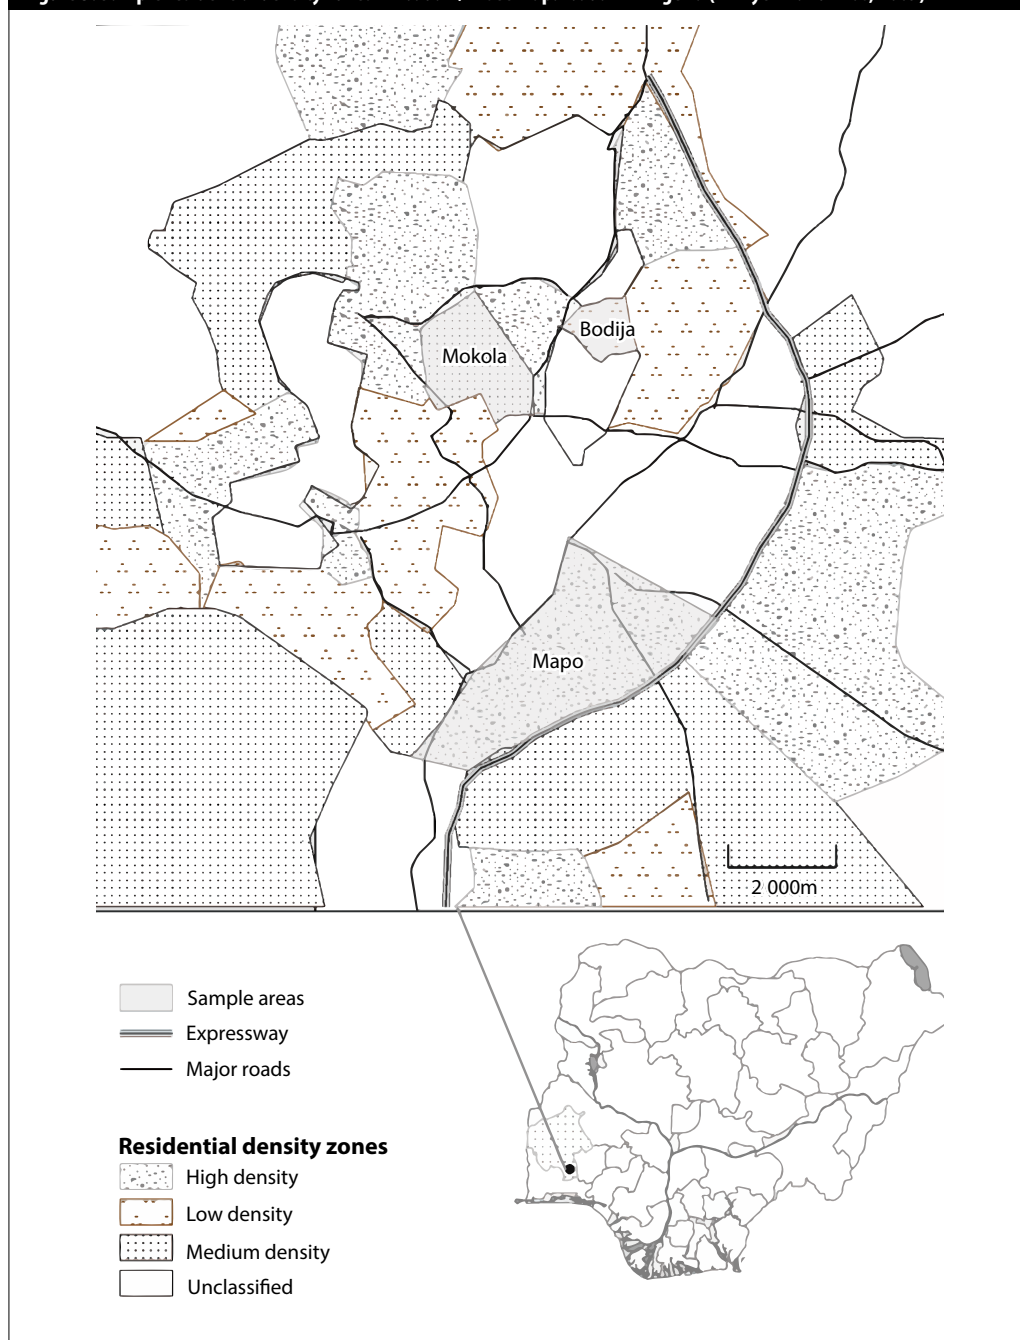 Bodija
Mokola
Mapo
2 000m
Sample areas
Expressway
Major roads
Residential density zones
High density
Low density
Medium density
Unclassified